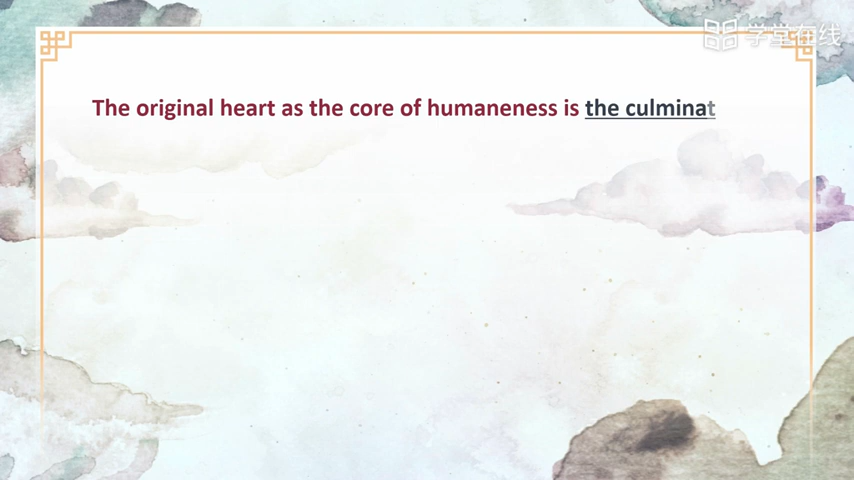 学堂在线
The original heart as the core of humaneness is the culminat